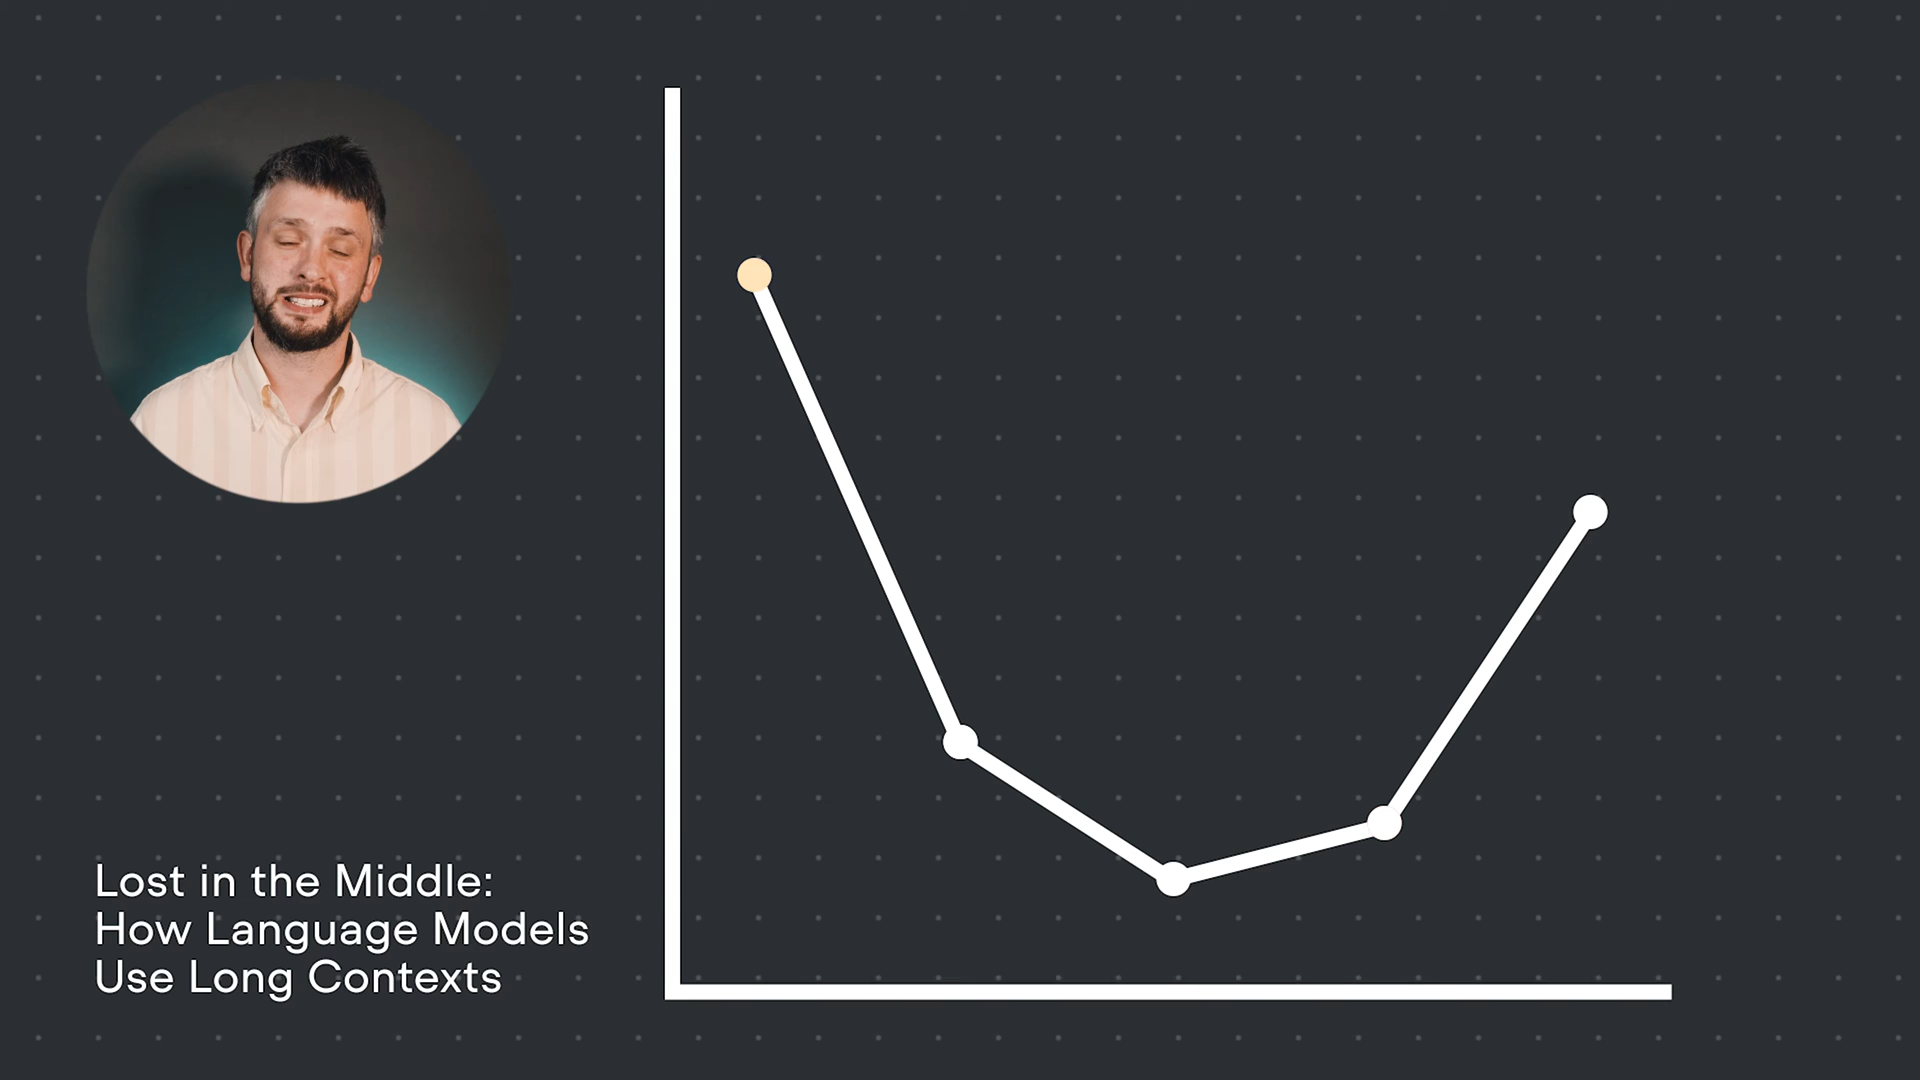 Lost in the Middle:
How Language Models
Use Long Contexts